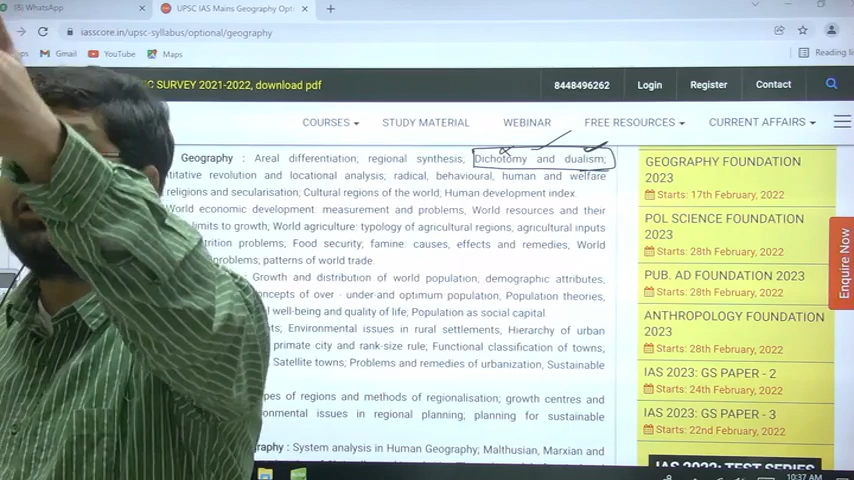 (8) WhatsApp
UPSC IAS Mains Geography Opti
iasscore.in/upsc-syllabus/optional/geography
Gmail
YouTube
Maps
Reading
C SURVEY 2021-2022, download pdf
8448496262
Login
Register
Contact
COURSES
STUDY MATERIAL
WEBINAR
FREE RESOURCES
CURRENT AFFAIRS
Geography : Areal differentiation; regional synthesis; Dichotomy and dualism;
titative revolution and locational analysis; radical, behavioural, human and welfare
religions and secularisation; Cultural regions of the world; Human development index.
World economic development: measurement and problems; World resources and their
limits to growth; World agriculture: typology of agricultural regions; agricultural inputs
trition problems; Food security; famine: causes, effects and remedies; World
problems; patterns of world trade.
Growth and distribution of world population; demographic attributes;
oncepts of over - under-and optimum population; Population theories,
l well-being and quality of life; Population as social capital.
ts; Environmental issues in rural settlements; Hierarchy of urban
primate city and rank-size rule; Functional classification of towns;
Satellite towns; Problems and remedies of urbanization; Sustainable
pes of regions and methods of regionalisation; growth centres and
onmental issues in regional planning; planning for sustainable
graphy : System analysis in Human Geography; Malthusian, Marxian and
GEOGRAPHY FOUNDATION
2023
Starts: 17th February, 2022
POL SCIENCE FOUNDATION
2023
Starts: 28th February, 2022
PUB. AD FOUNDATION 2023
Starts: 28th February, 2022
ANTHROPOLOGY FOUNDATION
2023
Starts: 28th February, 2022
IAS 2023: GS PAPER - 2
Starts: 24th February, 2022
IAS 2023: GS PAPER - 3
Starts: 22nd February, 2022
IAS 2022: TEST SERIES
Enquire Now
10:37 AM